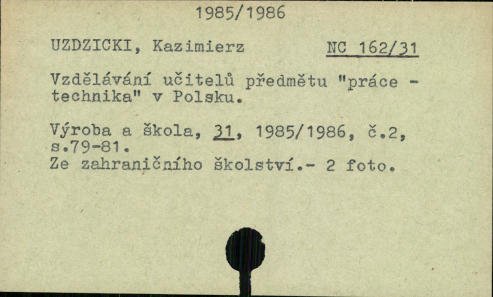 1985/1986
UZDZICKI, Kazimierz NC 162/31
Vzdělávání učitelů předmětu "práce -
technika" v Polsku.
Výroba a škola, 31, 1985/1986, č.2,
s.79-81.
Ze zahraničního školství.- 2 foto.